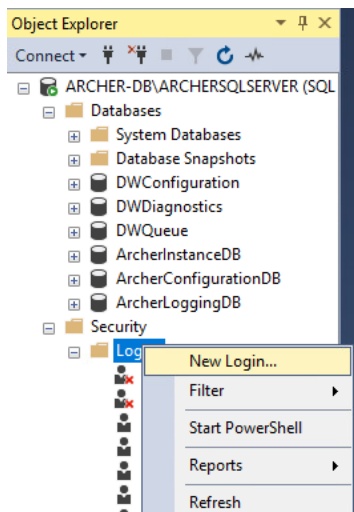 Object Explorer
Connect
ARCHER-DB\ARCHERSQLSERVER (SQL
Databases
System Databases
Database Snapshots
DWConfiguration
DWDiagnostics
DWQueue
ArcherInstanceDB
ArcherConfigurationDB
ArcherLoggingDB
Security
Log
New Login...
Filter
Start PowerShell
Reports
Refresh